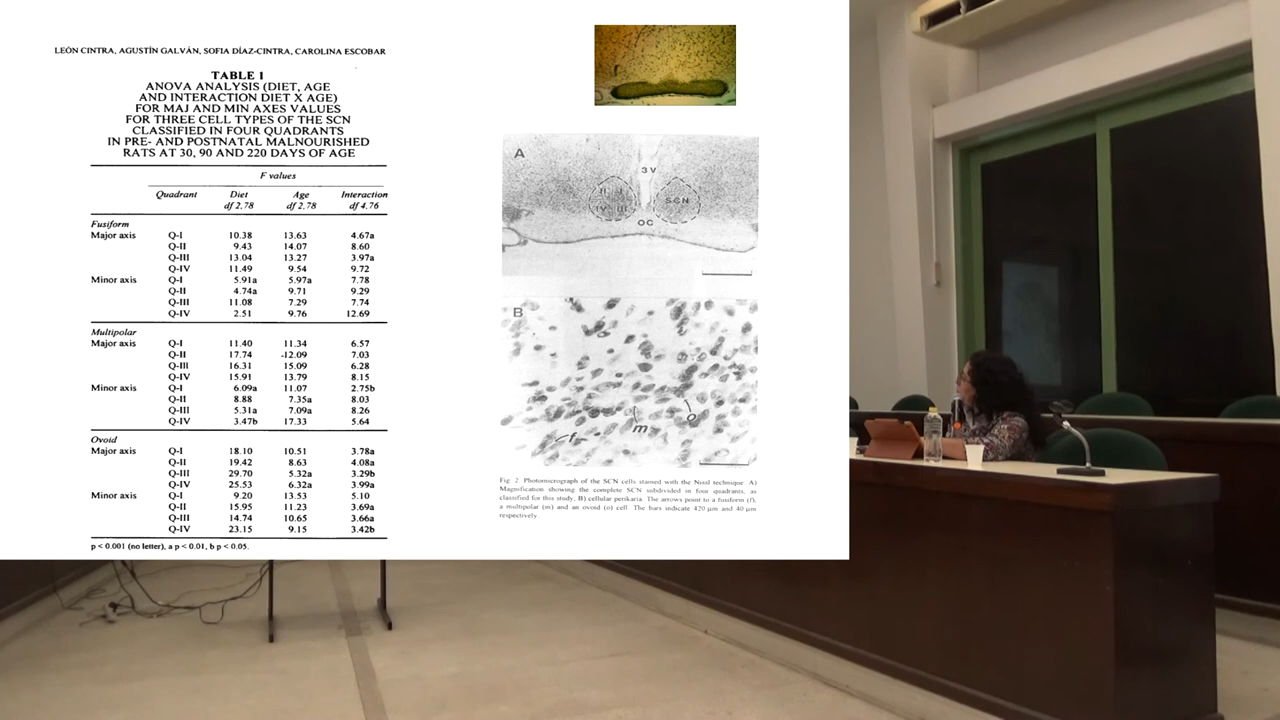 LEÓN CINTRA, AGUSTÍN GALVÁN, SOFIA DÍAZ-CINTRA, CAROLINA ESCOBAR
TABLE 1
ANOVA ANALYSIS (DIET, AGE
AND INTERACTION DIET X AGE)
FOR MAJ AND MIN AXES VALUES
FOR THREE CELL TYPES OF THE SCN
CLASSIFIED IN FOUR QUADRANTS
IN PRE- AND POSTNATAL MALNOURISHED
RATS AT 30, 90 AND 220 DAYS OF AGE
F values
Quadrant Diet Age Interaction
df 2,78 df 2,78 df 4,76
Fusiform
Major axis Q-I 10.38 13.63 4.67a
Q-II 9.43 14.07 8.60
Q-III 13.04 13.27 3.97a
Q-IV 11.49 9.54 9.72
Minor axis Q-I 5.91a 5.97a 7.78
Q-II 4.74a 9.71 9.29
Q-III 11.08 7.29 7.74
Q-IV 2.51 9.76 12.69
Multipolar
Major axis Q-I 11.40 11.34 6.57
Q-II 17.74 -12.09 7.03
Q-III 16.31 15.09 6.28
Q-IV 15.91 13.79 8.15
Minor axis Q-I 6.09a 11.07 2.75b
Q-II 8.88 7.35a 8.03
Q-III 5.31a 7.09a 8.26
Q-IV 3.47b 17.33 5.64
Ovoid
Major axis Q-I 18.10 10.51 3.78a
Q-II 19.42 8.63 4.08a
Q-III 29.70 5.32a 3.29b
Q-IV 25.53 6.32a 3.99a
Minor axis Q-I 9.20 13.53 5.10
Q-II 15.95 11.23 3.69a
Q-III 14.74 10.65 3.66a
Q-IV 23.15 9.15 3.42b
p < 0.001 (no letter), a p < 0.01, b p < 0.05.
A
3V
II I
IV III SCN
OC
B
f m o
Fig. 2. Photomicrograph of the SCN cells stained with the Nissl technique. A)
Magnification showing the complete SCN subdivided in four quadrants, as
classified for this study; B) cellular perikaria. The arrows point to a fusiform (f),
a multipolar (m) and an ovoid (o) cell. The bars indicate 420 µm and 40 µm
respectively.